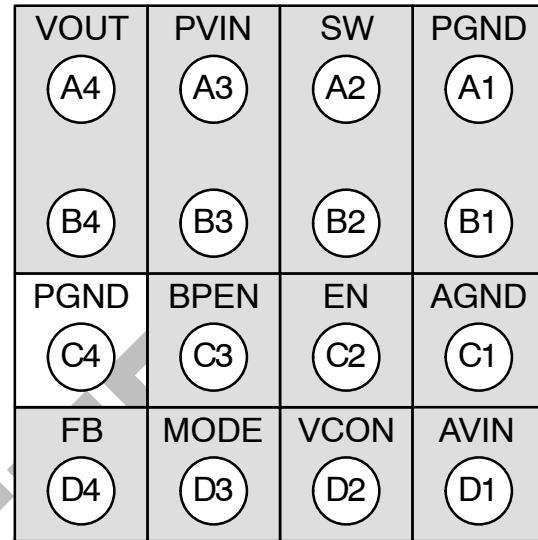 VOUT PVIN SW PGND
A4 A3 A2 A1
B4 B3 B2 B1
PGND BPEN EN AGND
C4 C3 C2 C1
FB MODE VCON AVIN
D4 D3 D2 D1